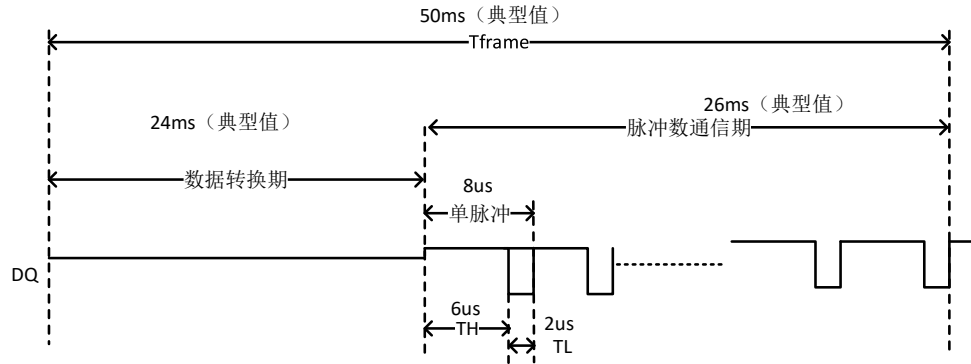 50ms（典型值）
Tframe
24ms（典型值）
26ms（典型值）
脉冲数通信期
数据转换期
8us
单脉冲
DQ
6us
TH
2us
TL